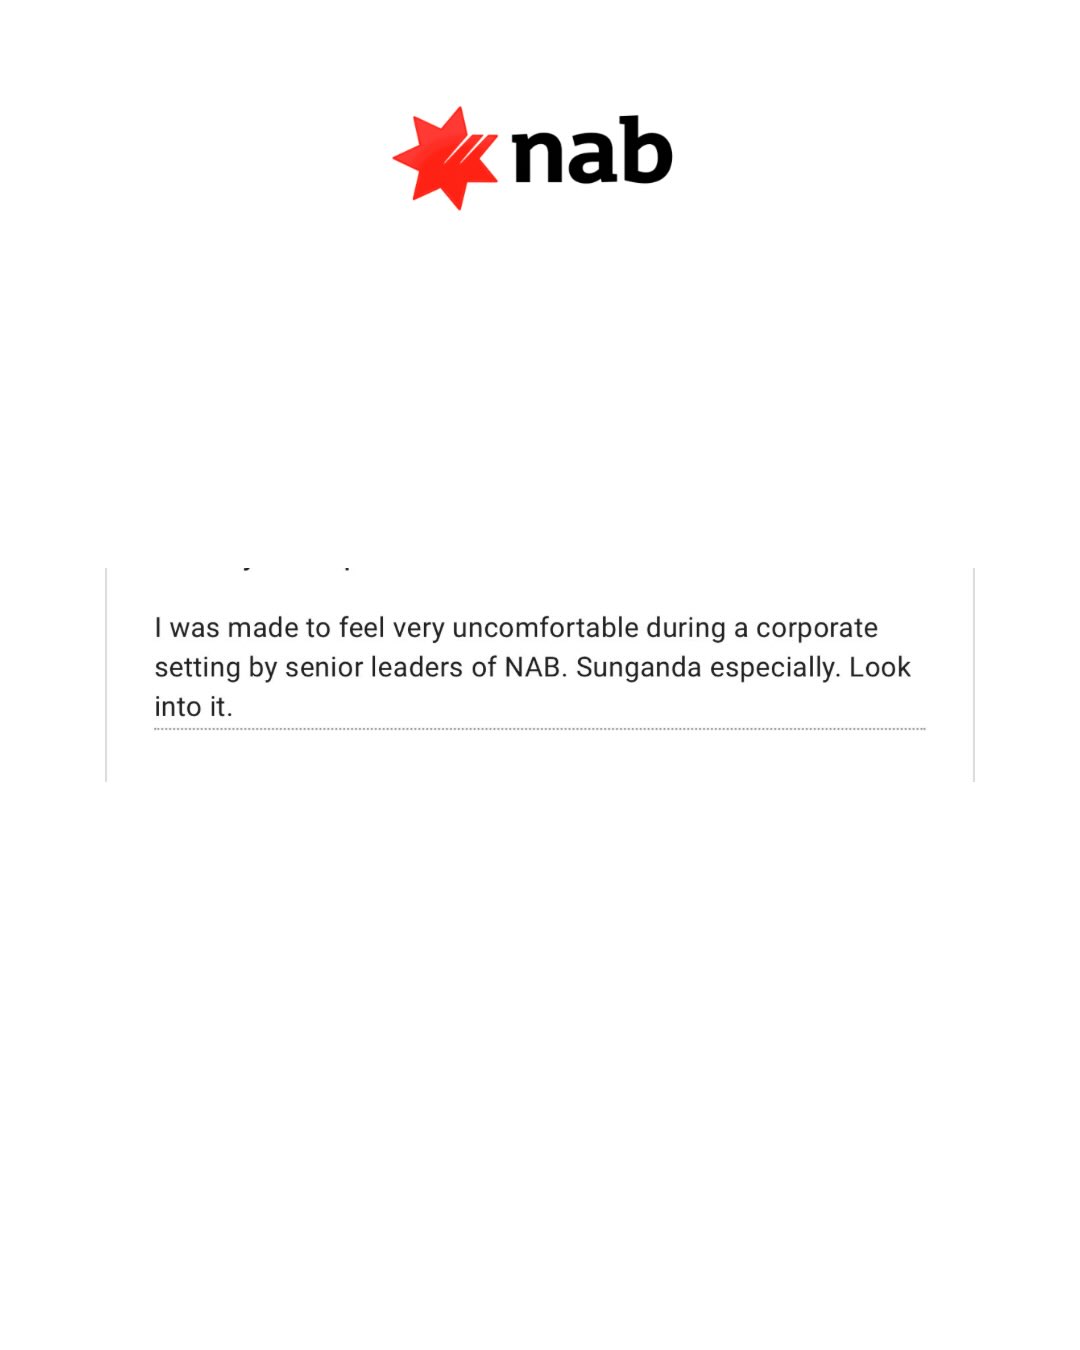 nab
I was made to feel very uncomfortable during a corporate
setting by senior leaders of NAB. Sunganda especially. Look
into it.